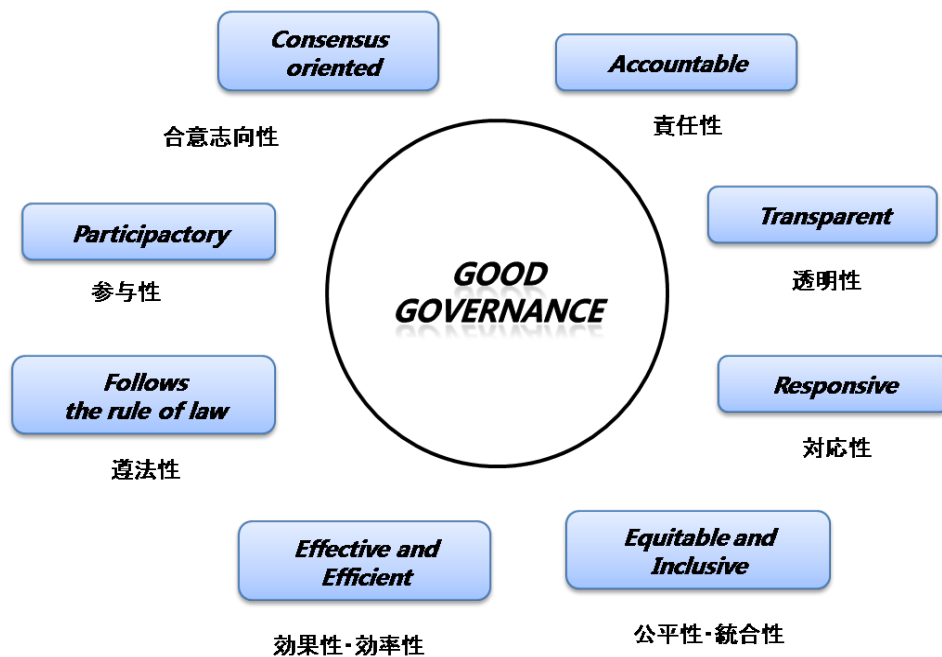 Consensus
oriented
合意志向性
Accountable
責任性
Participactory
参与性
Transparent
透明性
GOOD
GOVERNANCE
Follows
the rule of law
遵法性
Responsive
対応性
Effective and
Efficient
効果性・効率性
Equitable and
Inclusive
公平性・統合性